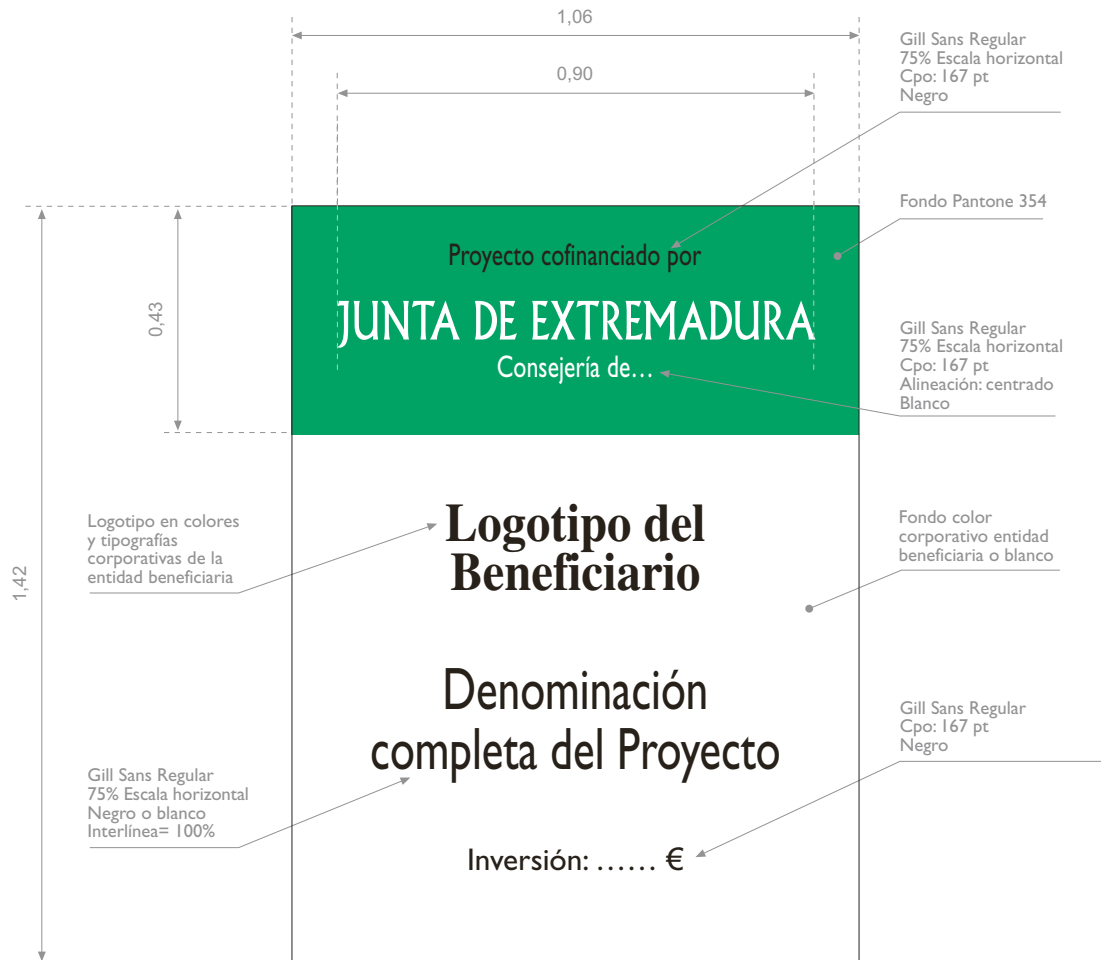 1,06
0,90
Gill Sans Regular
75% Escala horizontal
Cpo: 167 pt
Negro
Fondo Pantone 354
Proyecto cofinanciado por
JUNTA DE EXTREMADURA
Consejería de…
0,43
Gill Sans Regular
75% Escala horizontal
Cpo: 167 pt
Alineación: centrado
Blanco
1,42
Logotipo en colores
y tipografías
corporativas de la
entidad beneficiaria
Logotipo del
Beneficiario
Fondo color
corporativo entidad
beneficiaria o blanco
Denominación
completa del Proyecto
Gill Sans Regular
Cpo: 167 pt
Negro
Gill Sans Regular
75% Escala horizontal
Negro o blanco
Interlínea= 100%
Inversión: …… €